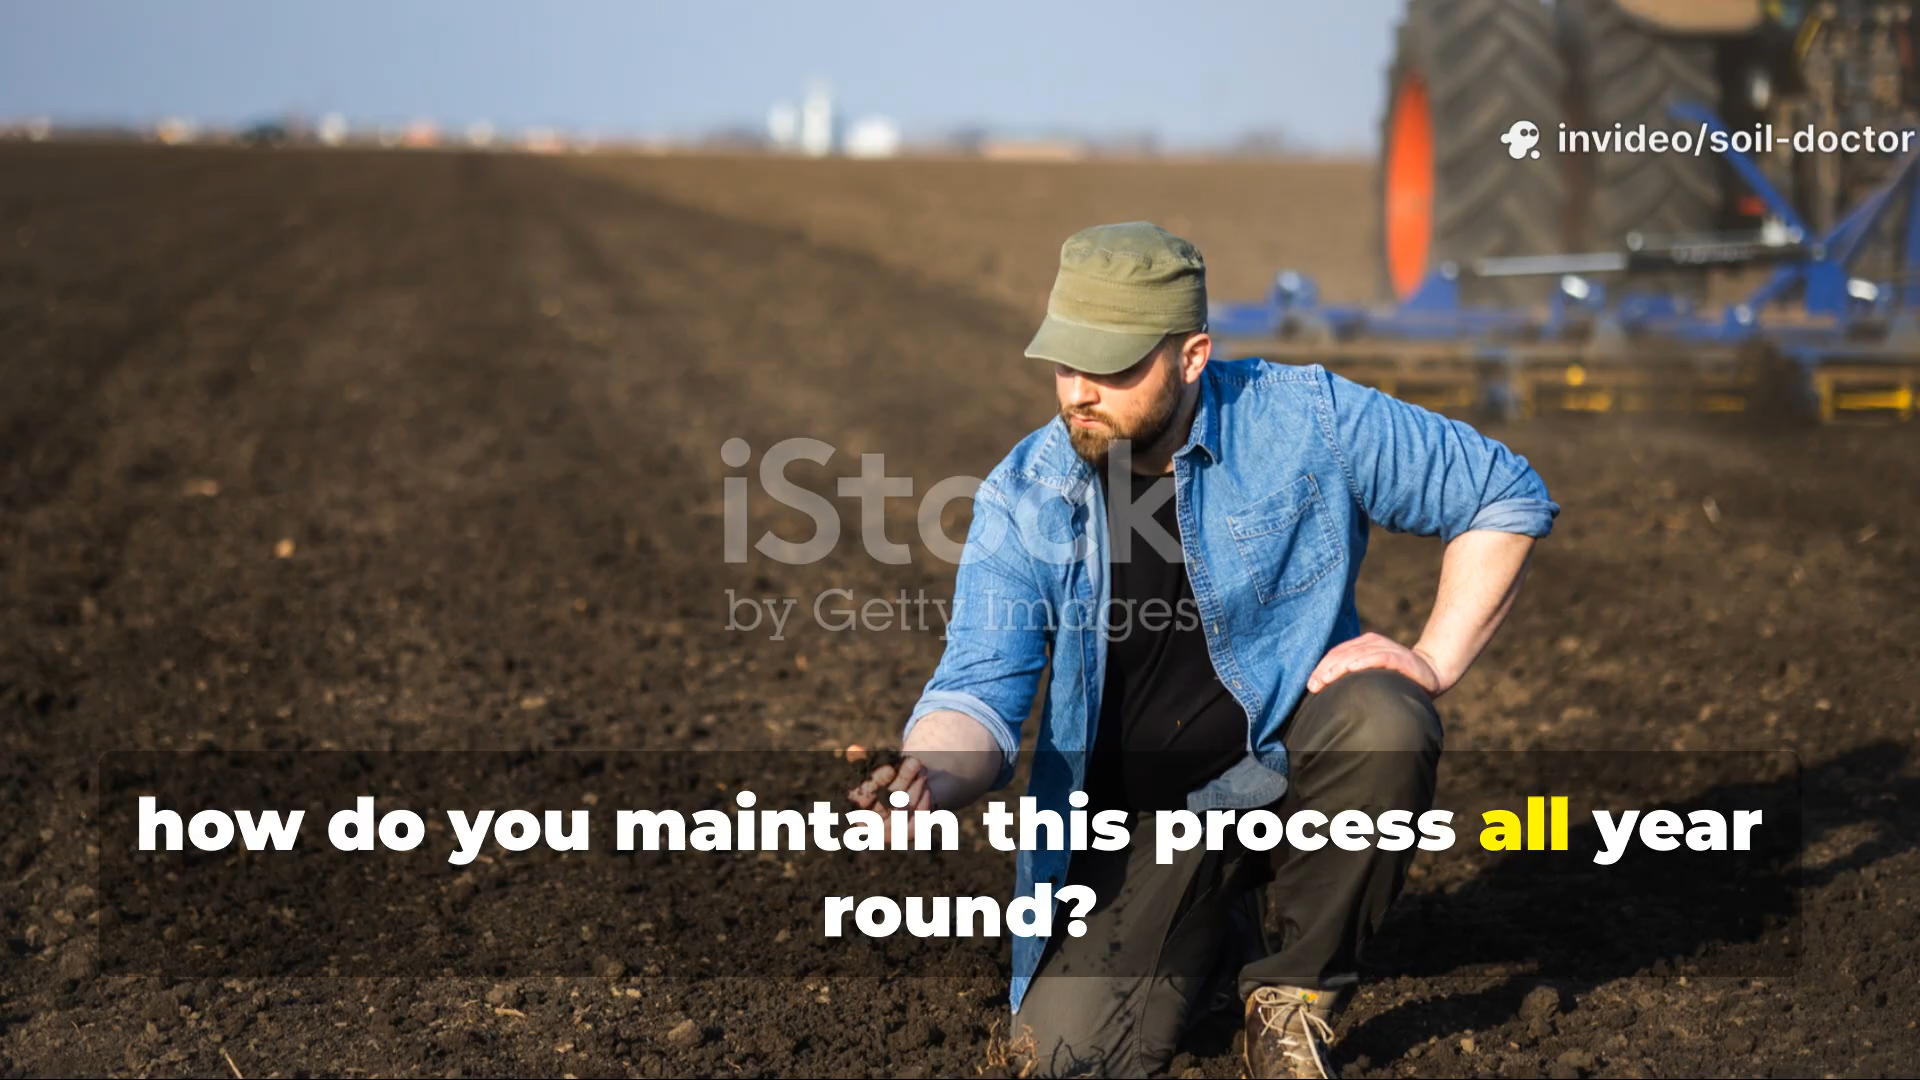 invideo/soil-doctor
iStock
by Getty Images
how do you maintain this process all year
round?